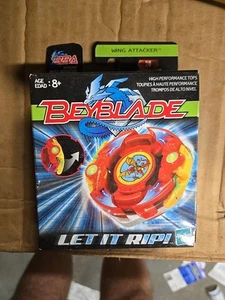 WING ATTACKER
AGE
EDAD • 8+
HIGH PERFORMANCE TOPS
TOUPIES À HAUTE PERFORMANCE
TROMPOS DE ALTO NIVEL
BEYBLADE
LET IT RIP!